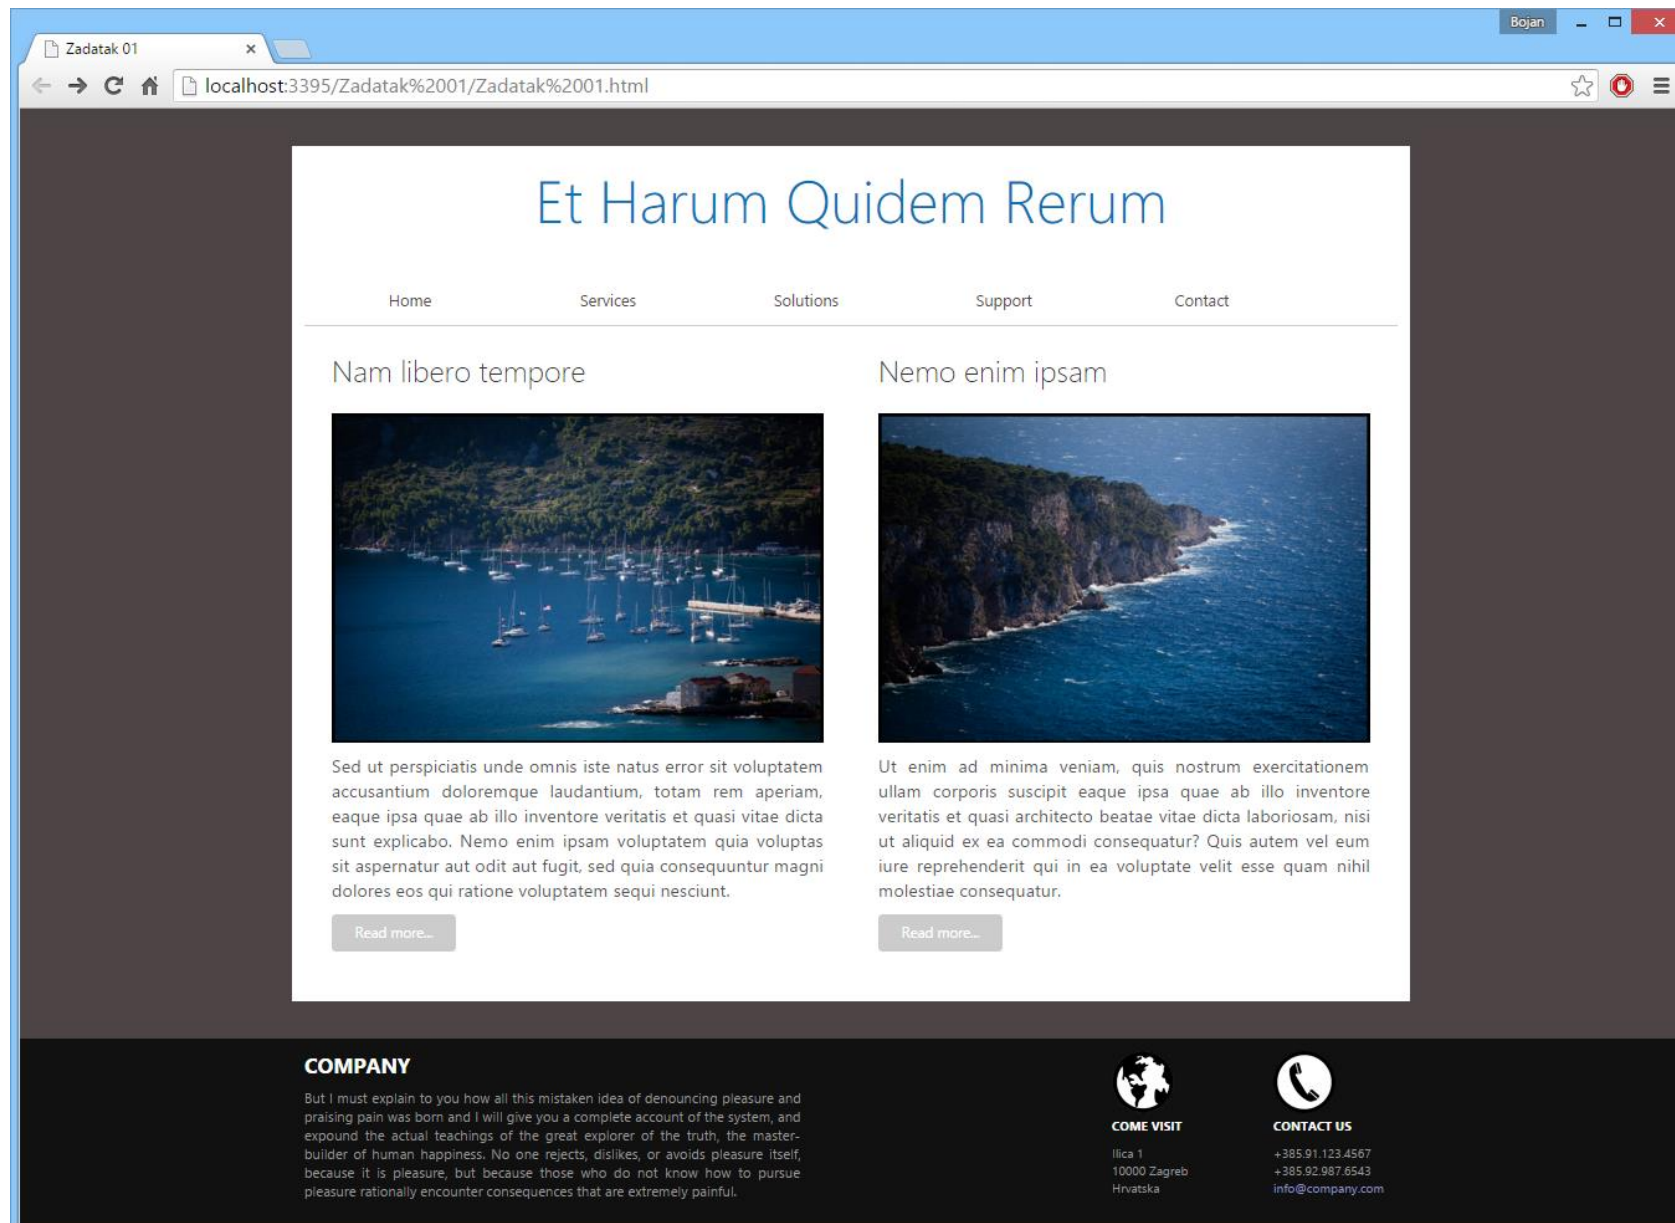 Bojan
Zadatak 01
localhost:3395/Zadatak%2001/Zadatak%2001.html
Et Harum Quidem Rerum
Home Services Solutions Support Contact
Nam libero tempore
Sed ut perspiciatis unde omnis iste natus error sit voluptatem
accusantium doloremque laudantium, totam rem aperiam,
eaque ipsa quae ab illo inventore veritatis et quasi vitae dicta
sunt explicabo. Nemo enim ipsam voluptatem quia voluptas
sit aspernatur aut odit aut fugit, sed quia consequuntur magni
dolores eos qui ratione voluptatem sequi nesciunt.
Read more...
Nemo enim ipsam
Ut enim ad minima veniam, quis nostrum exercitationem
ullam corporis suscipit eaque ipsa quae ab illo inventore
veritatis et quasi architecto beatae vitae dicta laboriosam, nisi
ut aliquid ex ea commodi consequatur? Quis autem vel eum
iure reprehenderit qui in ea voluptate velit esse quam nihil
molestiae consequatur.
Read more...
COMPANY
But I must explain to you how all this mistaken idea of denouncing pleasure and
praising pain was born and I will give you a complete account of the system, and
expound the actual teachings of the great explorer of the truth, the master-
builder of human happiness. No one rejects, dislikes, or avoids pleasure itself,
because it is pleasure, but because those who do not know how to pursue
pleasure rationally encounter consequences that are extremely painful.
COME VISIT
Ilica 1
10000 Zagreb
Hrvatska
CONTACT US
+385.91.123.4567
+385.92.987.6543
info@company.com